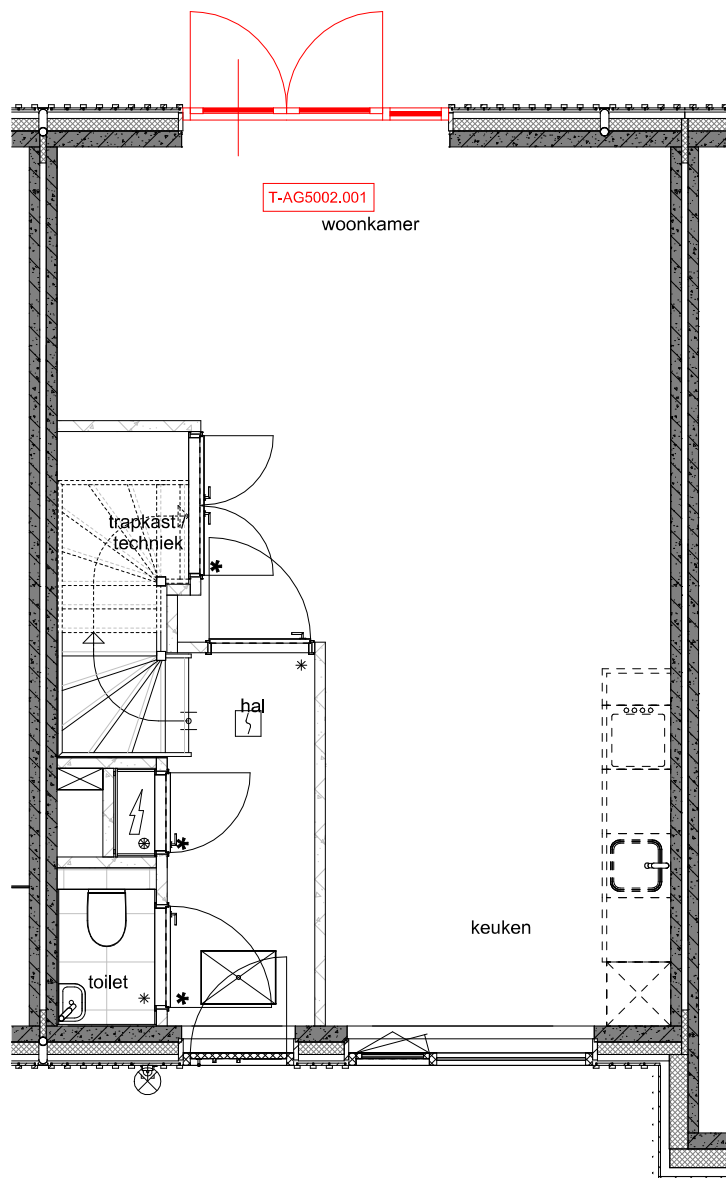 T-AG5002.001
woonkamer
trapkast /
techniek
hal
keuken
toilet